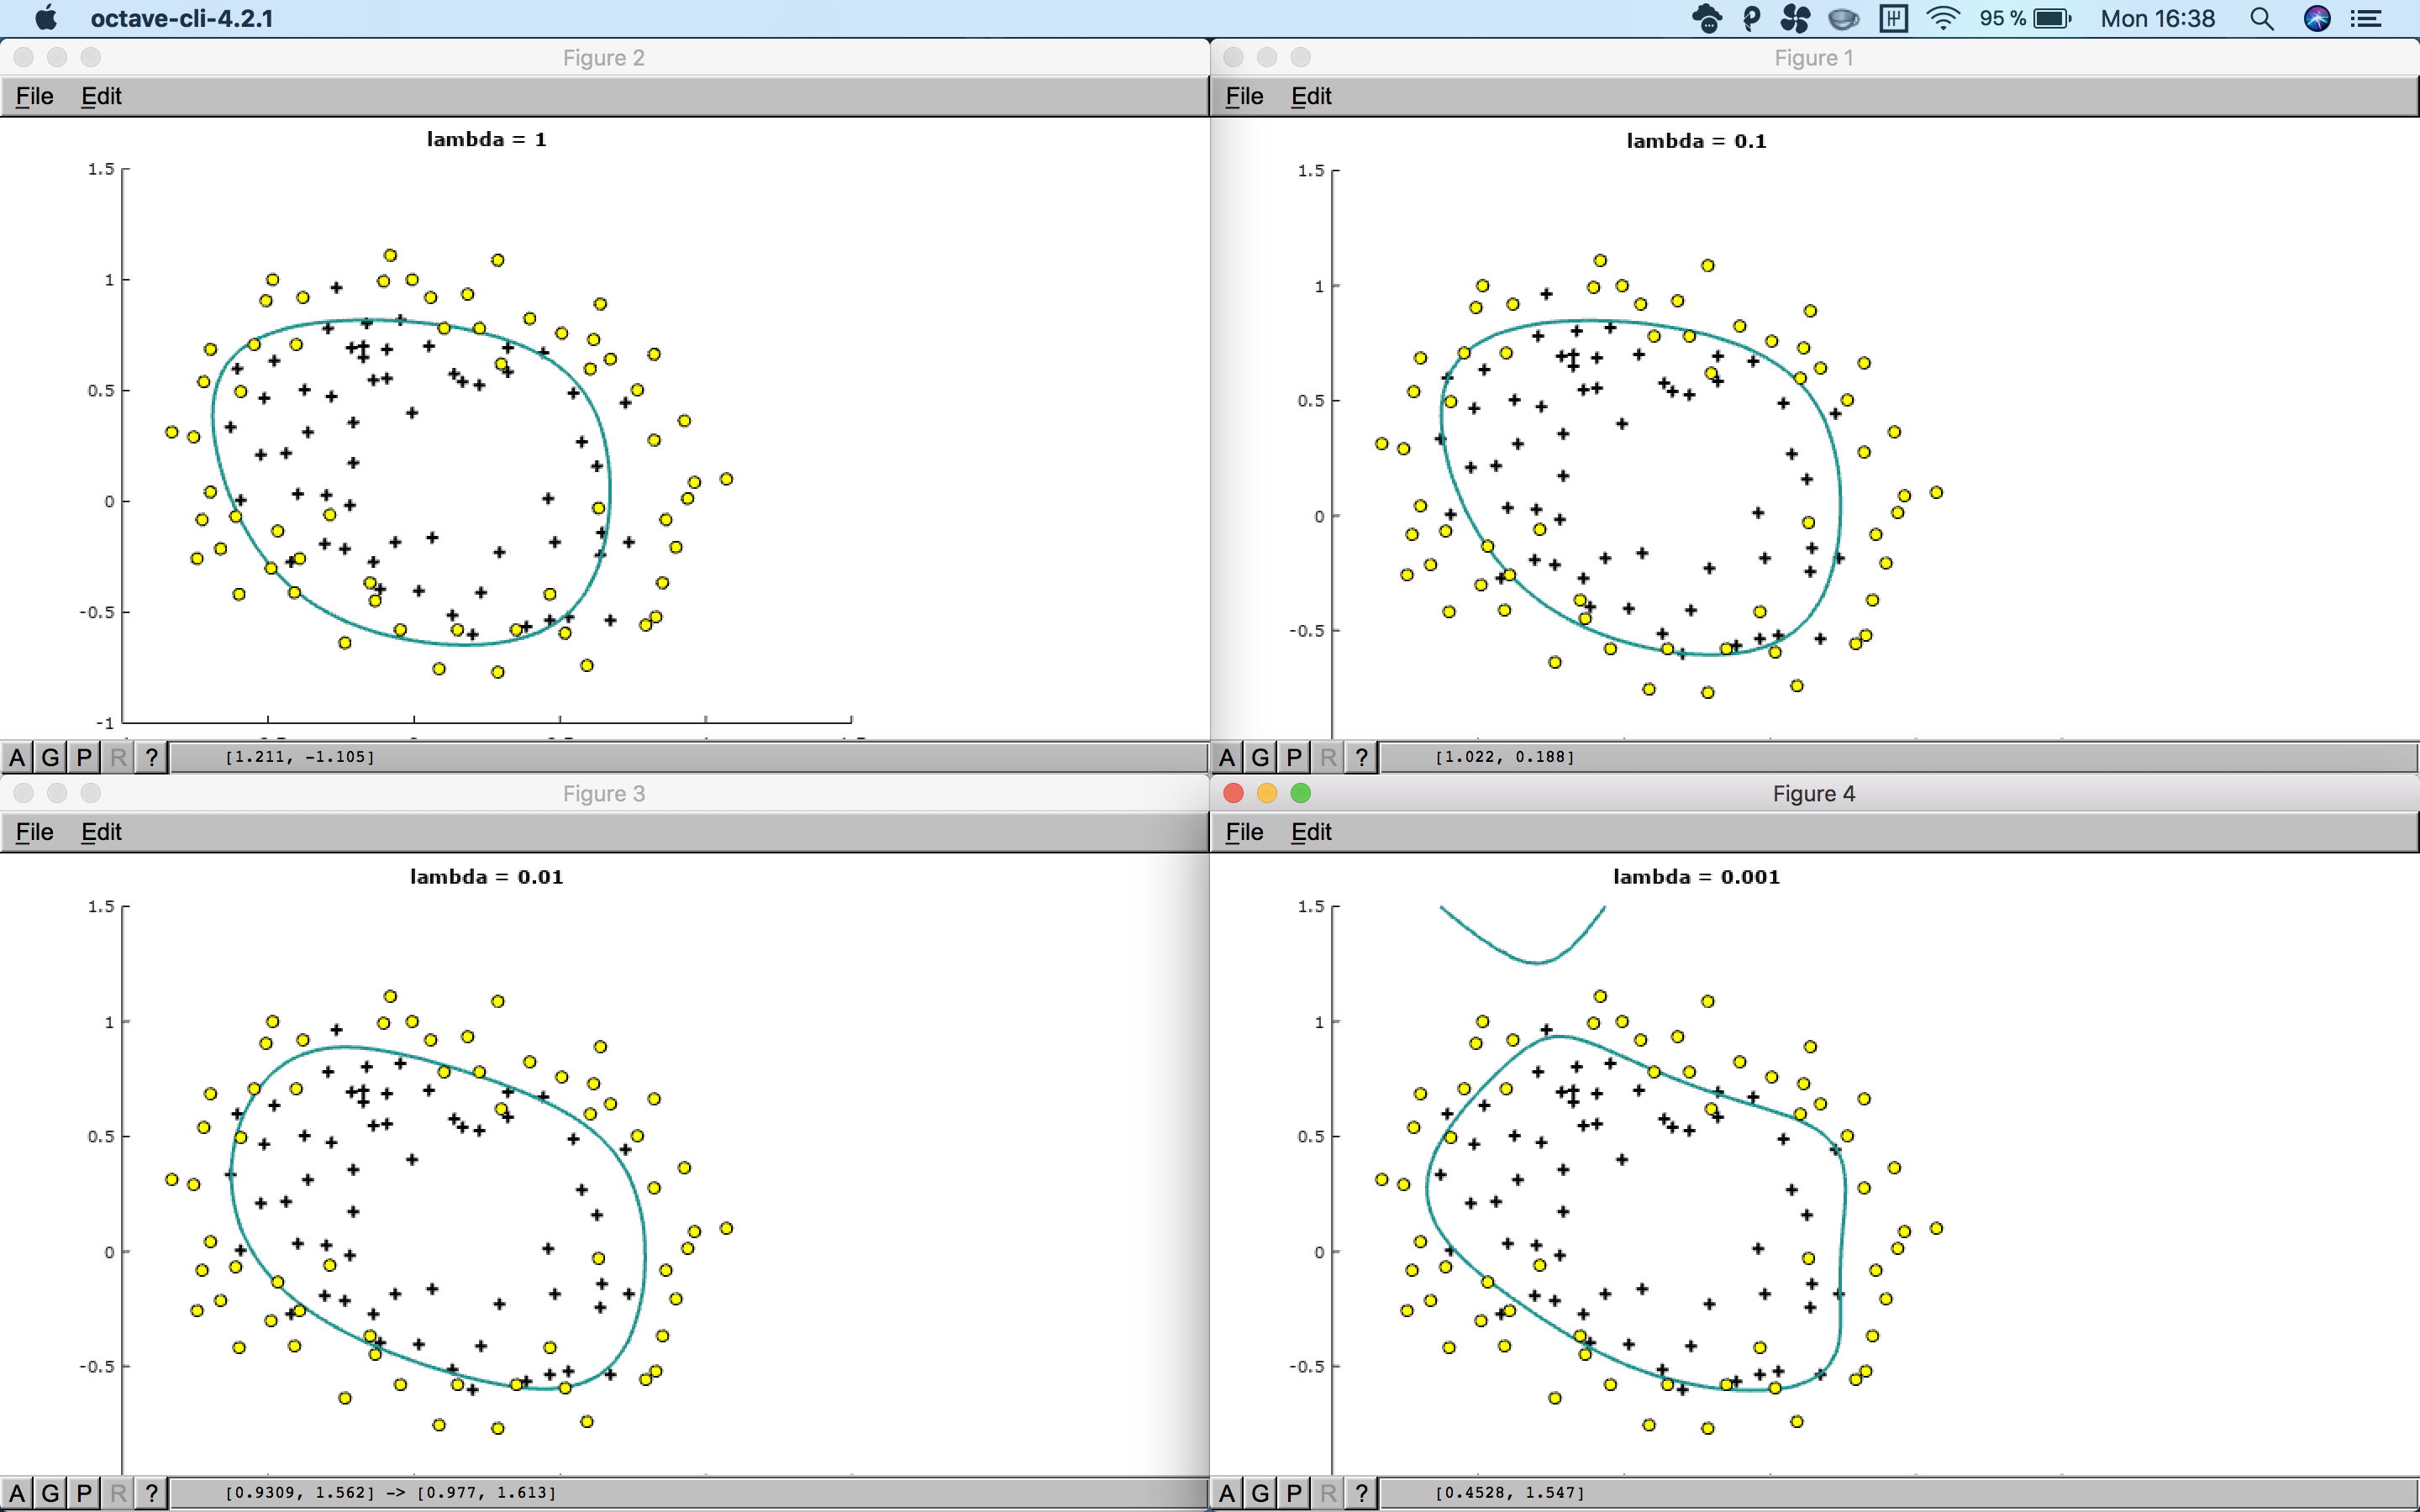 octave-cli-4.2.1 95 % Mon 16:38
Figure 2
File Edit
lambda = 1
1.5
1
0.5
0
-0.5
-1
A G P R ? [1.211, -1.105]
Figure 1
File Edit
lambda = 0.1
1.5
1
0.5
0
-0.5
A G P R ? [1.022, 0.188]
Figure 3
File Edit
lambda = 0.01
1.5
1
0.5
0
-0.5
A G P R ? [0.9309, 1.562] -> [0.977, 1.613]
Figure 4
File Edit
lambda = 0.001
1.5
1
0.5
0
-0.5
A G P R ? [0.4528, 1.547]